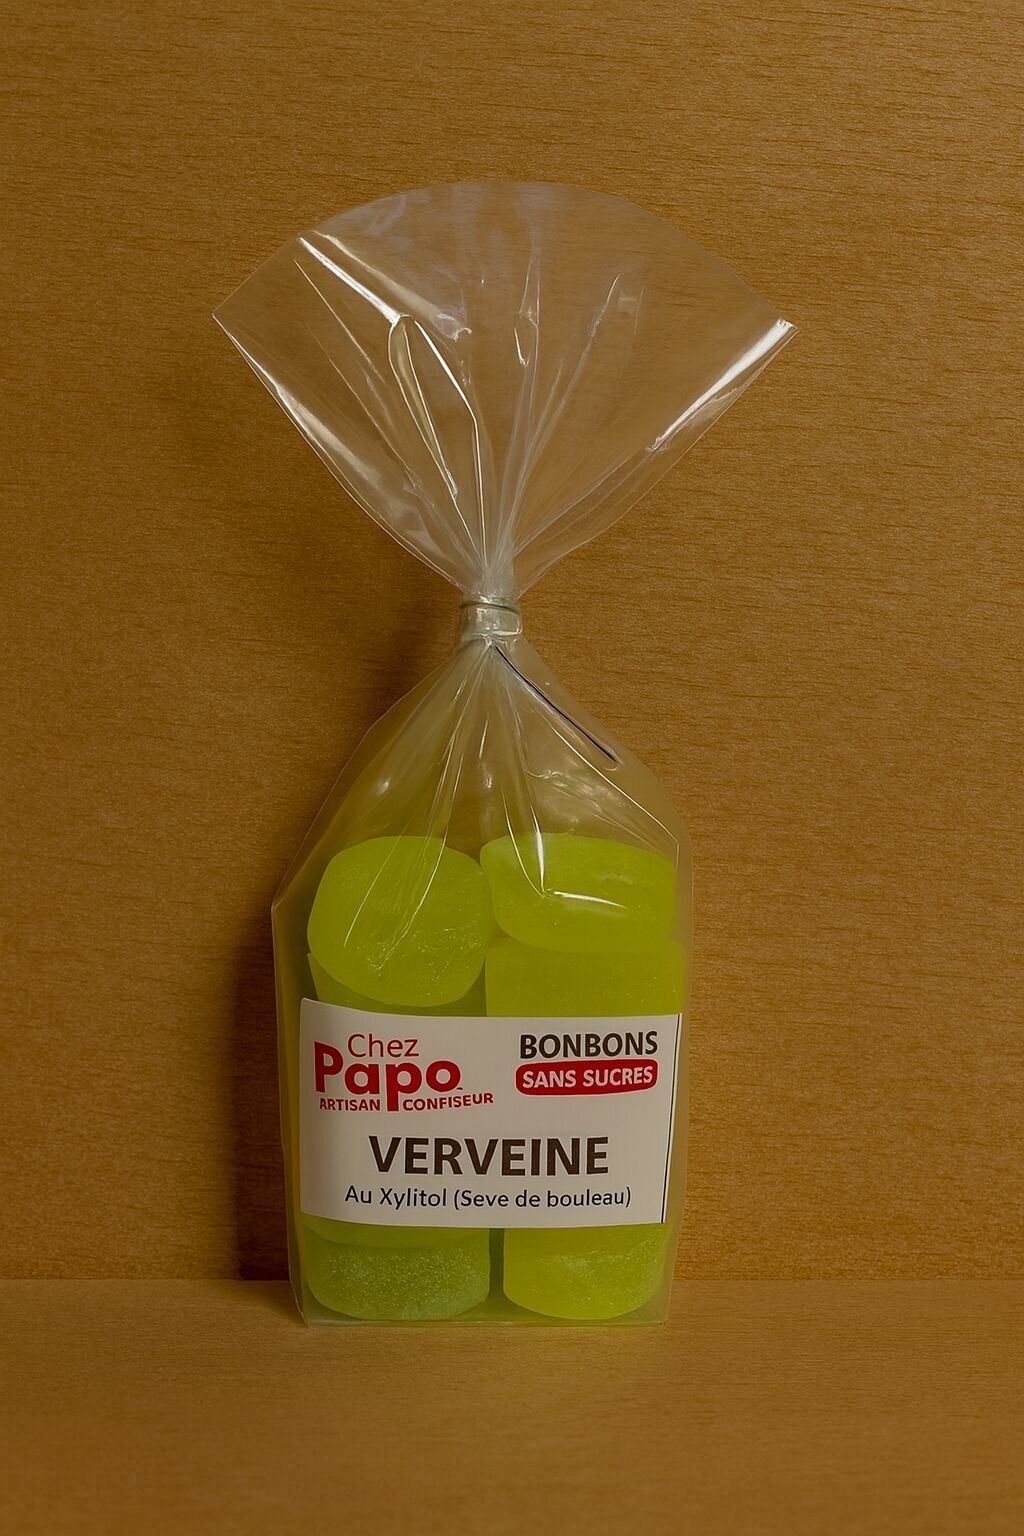 Chez
Papo
ARTISAN CONFISEUR
BONBONS
SANS SUCRES
VERVEINE
Au Xylitol (Seve de bouleau)